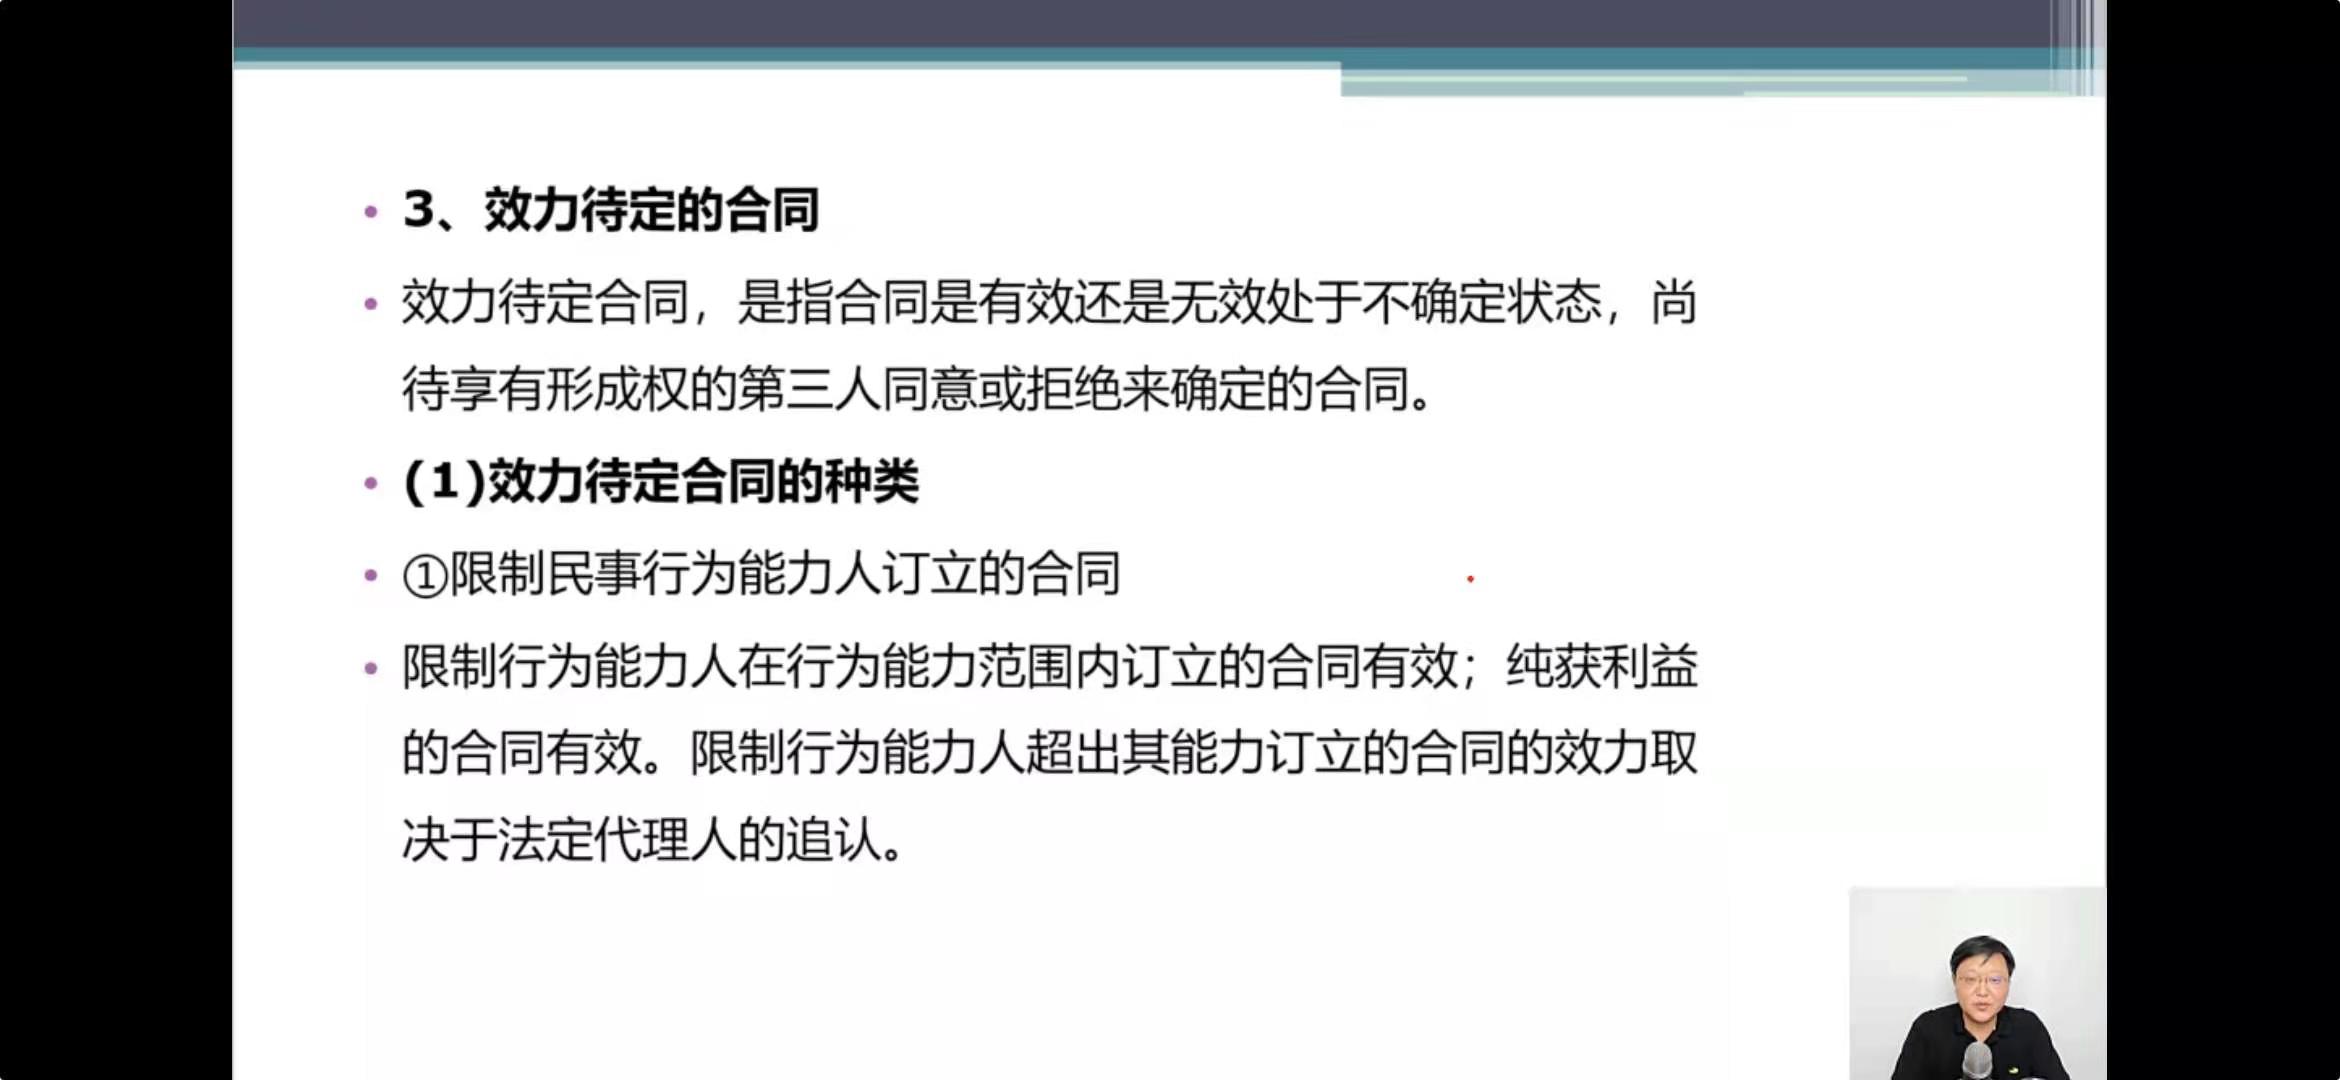 3、效力待定的合同
效力待定合同，是指合同是有效还是无效处于不确定状态，尚
待享有形成权的第三人同意或拒绝来确定的合同。
(1)效力待定合同的种类
①限制民事行为能力人订立的合同
限制行为能力人在行为能力范围内订立的合同有效；纯获利益
的合同有效。限制行为能力人超出其能力订立的合同的效力取
决于法定代理人的追认。